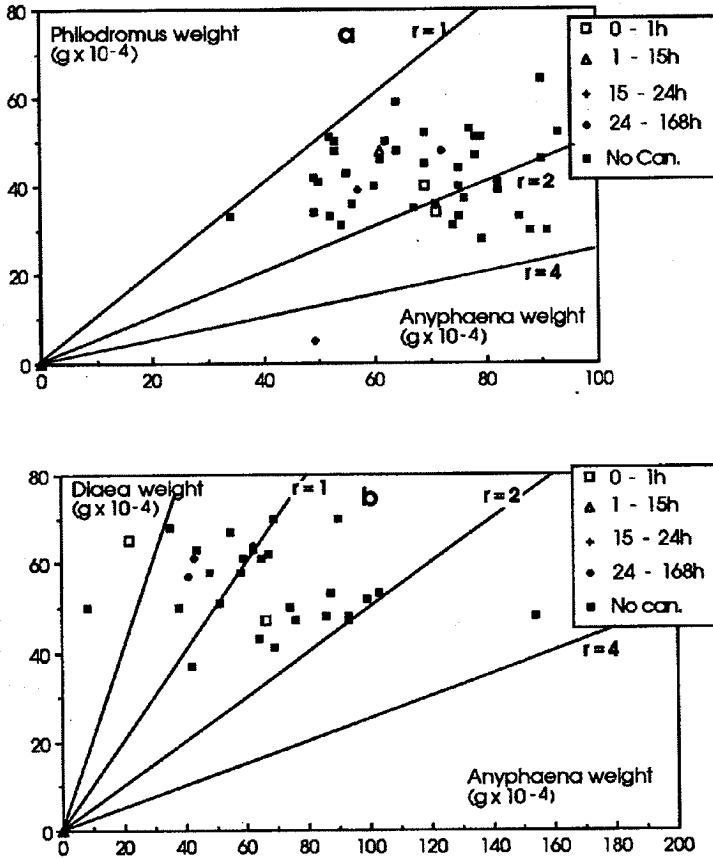 80
Philodromus weight
(g x 10-4)
a
r = 1
60
40
r = 2
20
r = 4
Anyphaena weight
(g x 10-4)
0
0
20
40
60
80
100
0 - 1h
1 - 15h
15 - 24h
24 - 168h
No Can.
80
Diaea weight
(g x 10-4)
r = 1
b
r = 2
60
40
r = 4
20
Anyphaena weight
(g x 10-4)
0
0
20
40
60
80
100
120
140
160
180
200
0 - 1h
1 - 15h
15 - 24h
24 - 168h
No can.